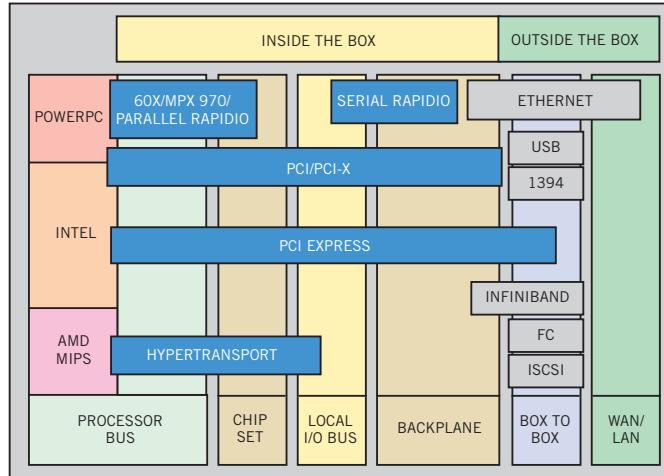 INSIDE THE BOX
OUTSIDE THE BOX
POWERPC
60X/MPX 970/
PARALLEL RAPIDIO
SERIAL RAPIDIO
ETHERNET
USB
PCI/PCI-X
1394
INTEL
PCI EXPRESS
INFINIBAND
AMD
MIPS
HYPERTRANSPORT
FC
ISCSI
PROCESSOR
BUS
CHIP
SET
LOCAL
I/O BUS
BACKPLANE
BOX TO
BOX
WAN/
LAN